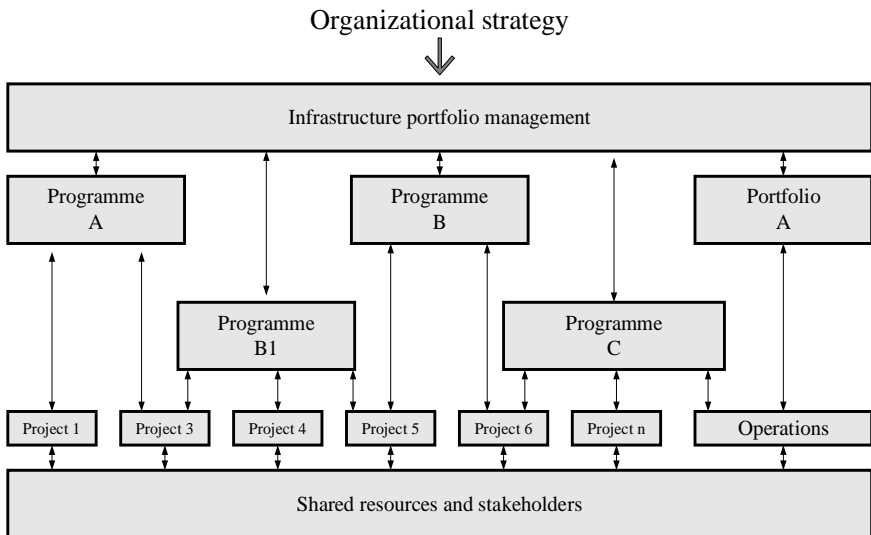 Organizational strategy
Infrastructure portfolio management
Programme
A
Programme
B
Portfolio
A
Programme
B1
Programme
C
Project 1
Project 3
Project 4
Project 5
Project 6
Project n
Operations
Shared resources and stakeholders